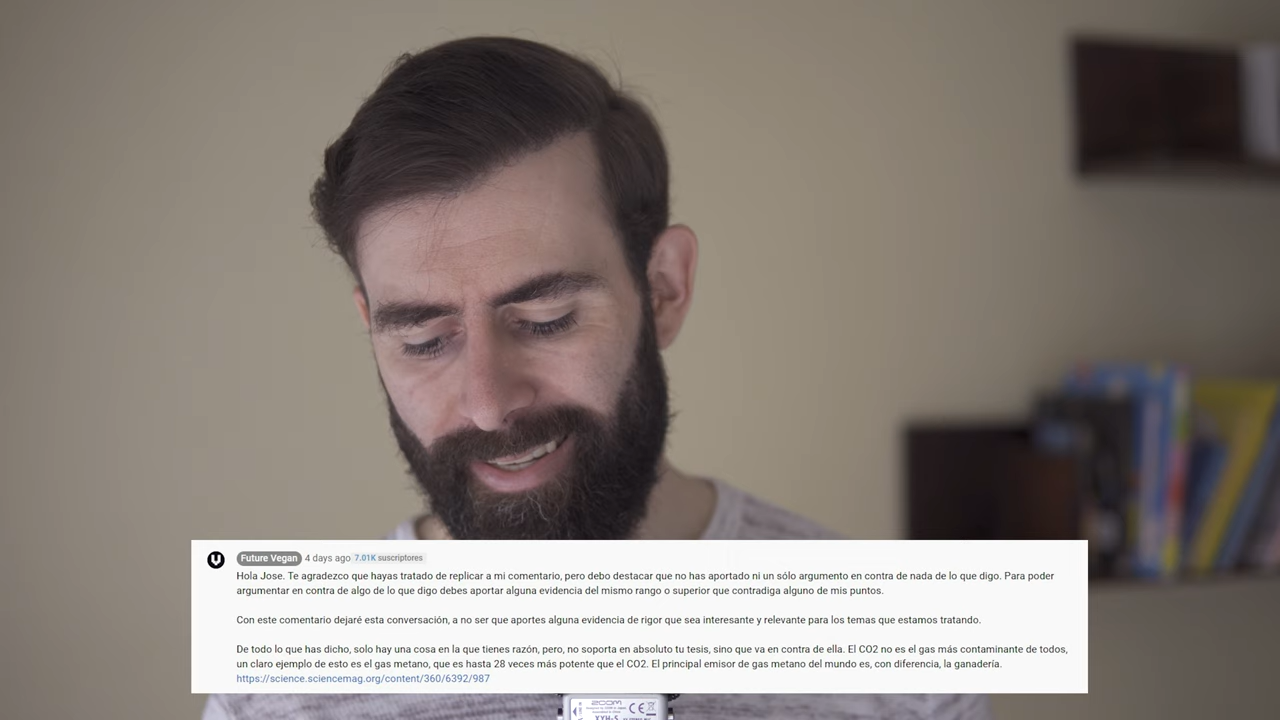 Future Vegan 4 days ago 7.01K suscriptores
Hola Jose. Te agradezco que hayas tratado de replicar a mi comentario, pero debo destacar que no has aportado ni un sólo argumento en contra de nada de lo que digo. Para poder
argumentar en contra de algo de lo que digo debes aportar alguna evidencia del mismo rango o superior que contradiga alguno de mis puntos.
Con este comentario dejaré esta conversación, a no ser que aportes alguna evidencia de rigor que sea interesante y relevante para los temas que estamos tratando.
De todo lo que has dicho, solo hay una cosa en la que tienes razón, pero, no soporta en absoluto tu tesis, sino que va en contra de ella. El CO2 no es el gas más contaminante de todos,
un claro ejemplo de esto es el gas metano, que es hasta 28 veces más potente que el CO2. El principal emisor de gas metano del mundo es, con diferencia, la ganadería.
https://science.sciencemag.org/content/360/6392/987
ZOOM